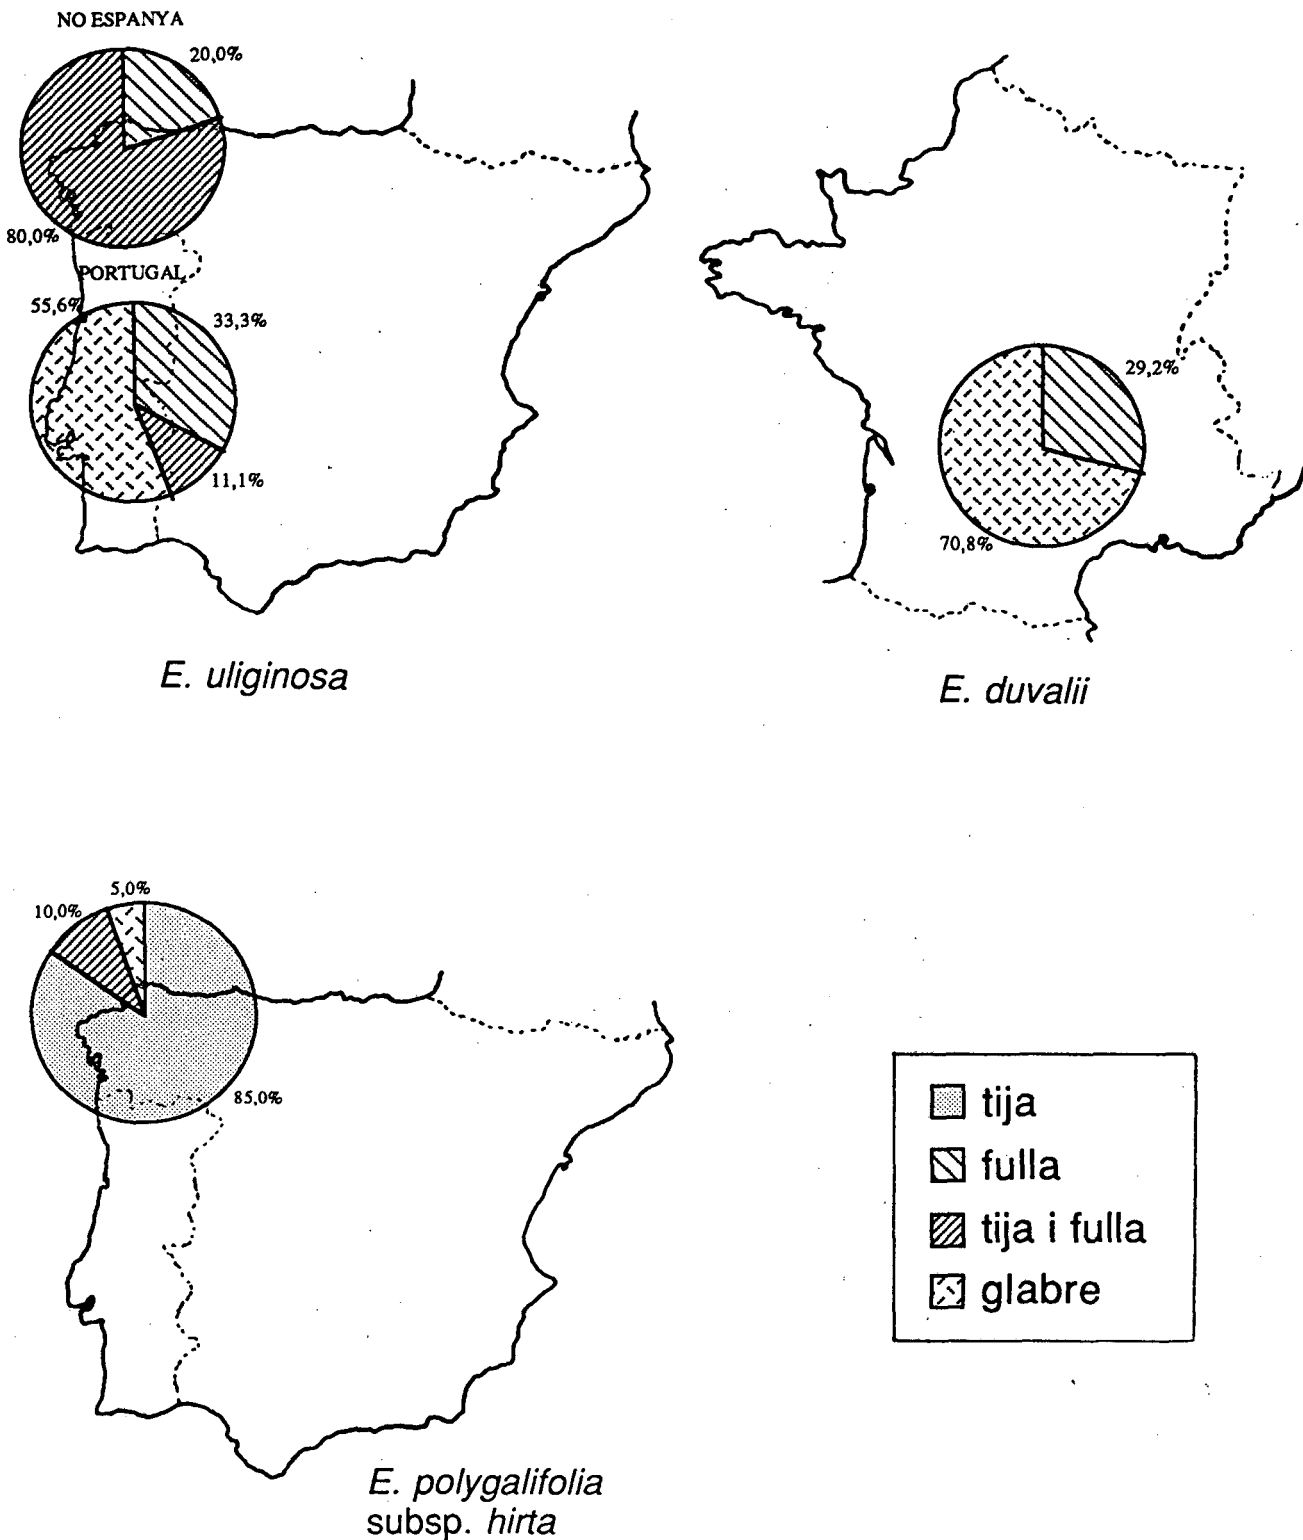 NO ESPANYA
20,0%
80,0%
PORTUGAL
55,6%
33,3%
11,1%
E. uliginosa
29,2%
70,8%
E. duvalii
5,0%
10,0%
85,0%
E. polygalifolia
subsp. hirta
tija
fulla
tija i fulla
glabre